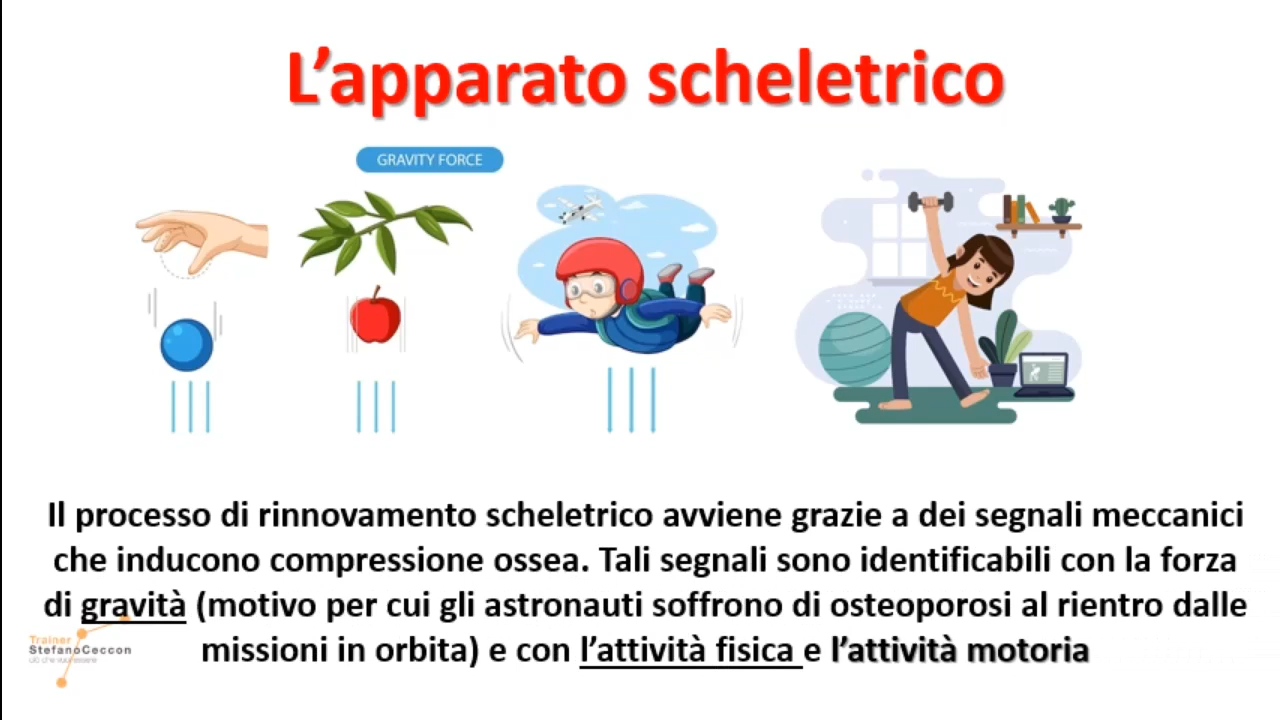 L'apparato scheletrico
GRAVITY FORCE
Il processo di rinnovamento scheletrico avviene grazie a dei segnali meccanici
che inducono compressione ossea. Tali segnali sono identificabili con la forza
di gravità (motivo per cui gli astronauti soffrono di osteoporosi al rientro dalle
missioni in orbita) e con l'attività fisica e l'attività motoria
Trainer
StefanoCeccon